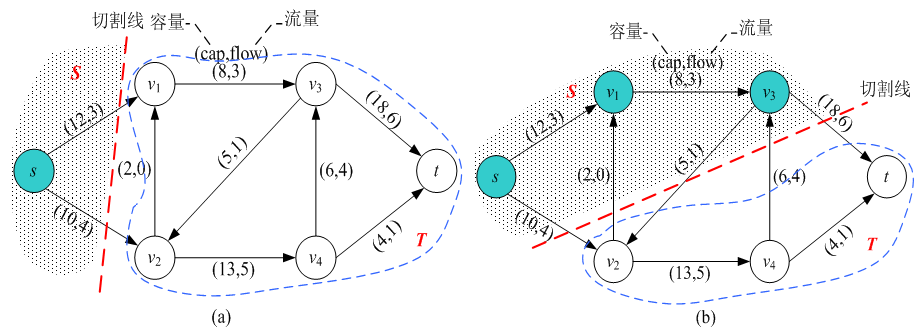 切割线 容量 流量
(cap,flow)
(8,3)
S
v1
v3
(12,3)
(18,6)
(5,1)
s
(2,0)
(6,4)
t
(10,4)
(4,1)
T
v2
(13,5)
v4
(a)
容量 流量
(cap,flow)
(8,3)
切割线
S
v1
v3
(12,3)
(18,6)
(5,1)
s
(2,0)
(6,4)
t
(10,4)
(4,1)
T
v2
(13,5)
v4
(b)